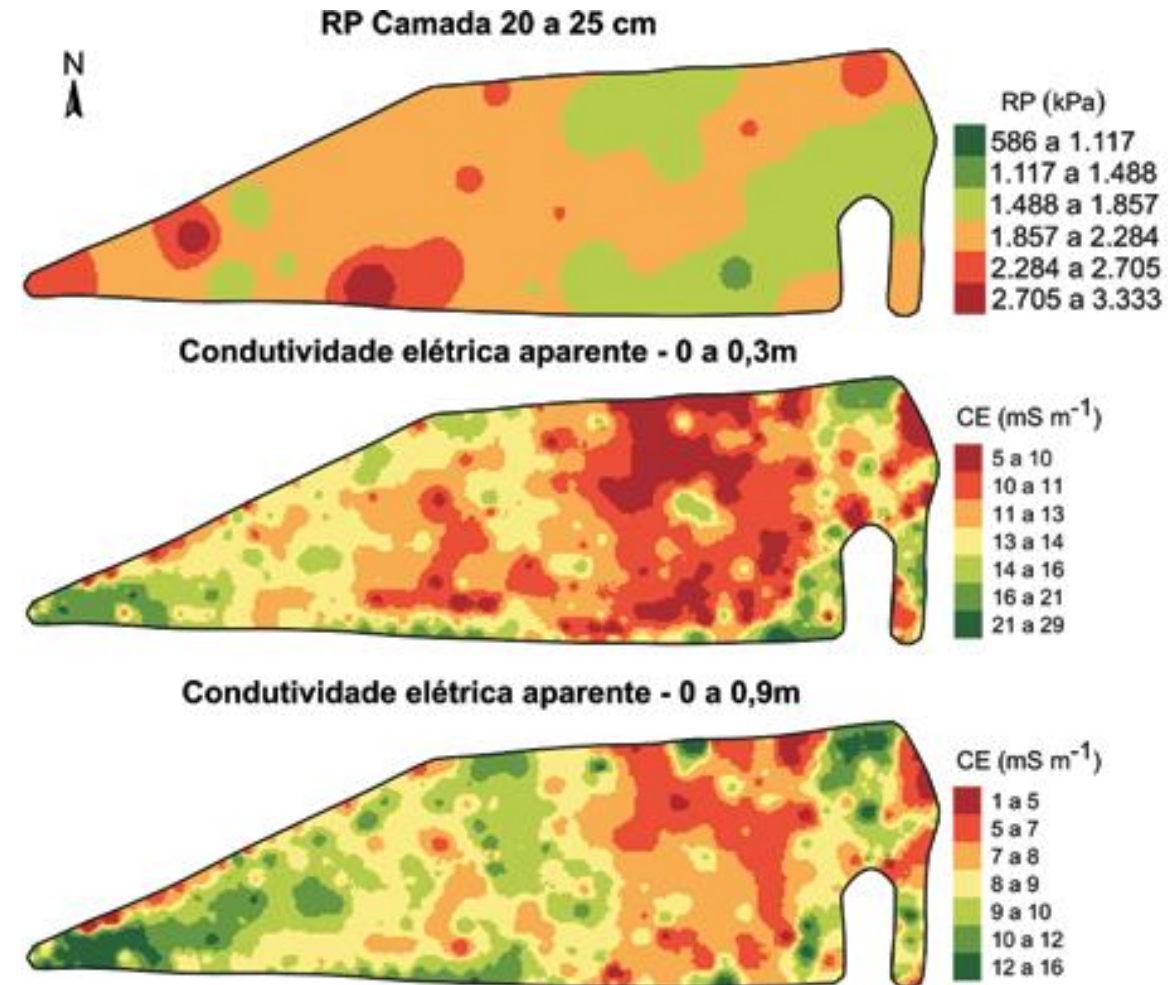 RP Camada 20 a 25 cm
N
RP (kPa)
586 a 1.117
1.117 a 1.488
1.488 a 1.857
1.857 a 2.284
2.284 a 2.705
2.705 a 3.333
Condutividade elétrica aparente - 0 a 0,3m
CE (mS m⁻¹)
5 a 10
10 a 11
11 a 13
13 a 14
14 a 16
16 a 21
21 a 29
Condutividade elétrica aparente - 0 a 0,9m
CE (mS m⁻¹)
1 a 5
5 a 7
7 a 8
8 a 9
9 a 10
10 a 12
12 a 16